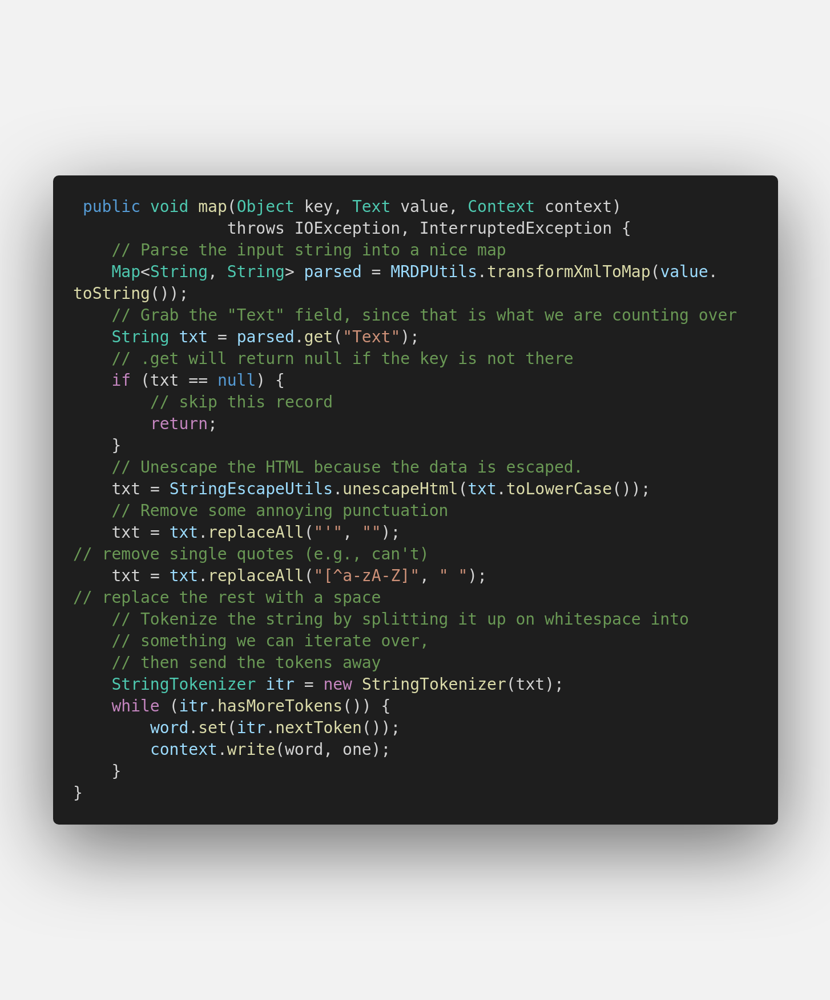 public void map(Object key, Text value, Context context)
throws IOException, InterruptedException {
// Parse the input string into a nice map
Map<String, String> parsed = MRDPUtils.transformXmlToMap(value.
toString());
// Grab the "Text" field, since that is what we are counting over
String txt = parsed.get("Text");
// .get will return null if the key is not there
if (txt == null) {
// skip this record
return;
}
// Unescape the HTML because the data is escaped.
txt = StringEscapeUtils.unescapeHtml(txt.toLowerCase());
// Remove some annoying punctuation
txt = txt.replaceAll("'", "");
// remove single quotes (e.g., can't)
txt = txt.replaceAll("[^a-zA-Z]", " ");
// replace the rest with a space
// Tokenize the string by splitting it up on whitespace into
// something we can iterate over,
// then send the tokens away
StringTokenizer itr = new StringTokenizer(txt);
while (itr.hasMoreTokens()) {
word.set(itr.nextToken());
context.write(word, one);
}
}